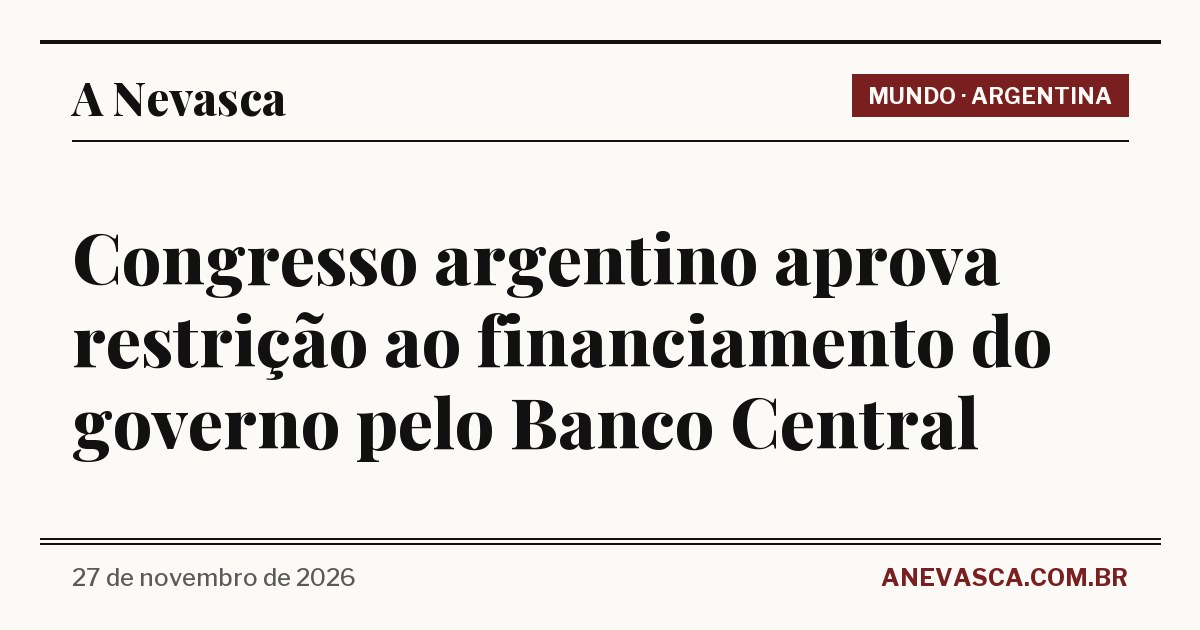 A Nevasca
MUNDO · ARGENTINA
Congresso argentino aprova
restrição ao financiamento do
governo pelo Banco Central
27 de novembro de 2026
ANEVASCA.COM.BR